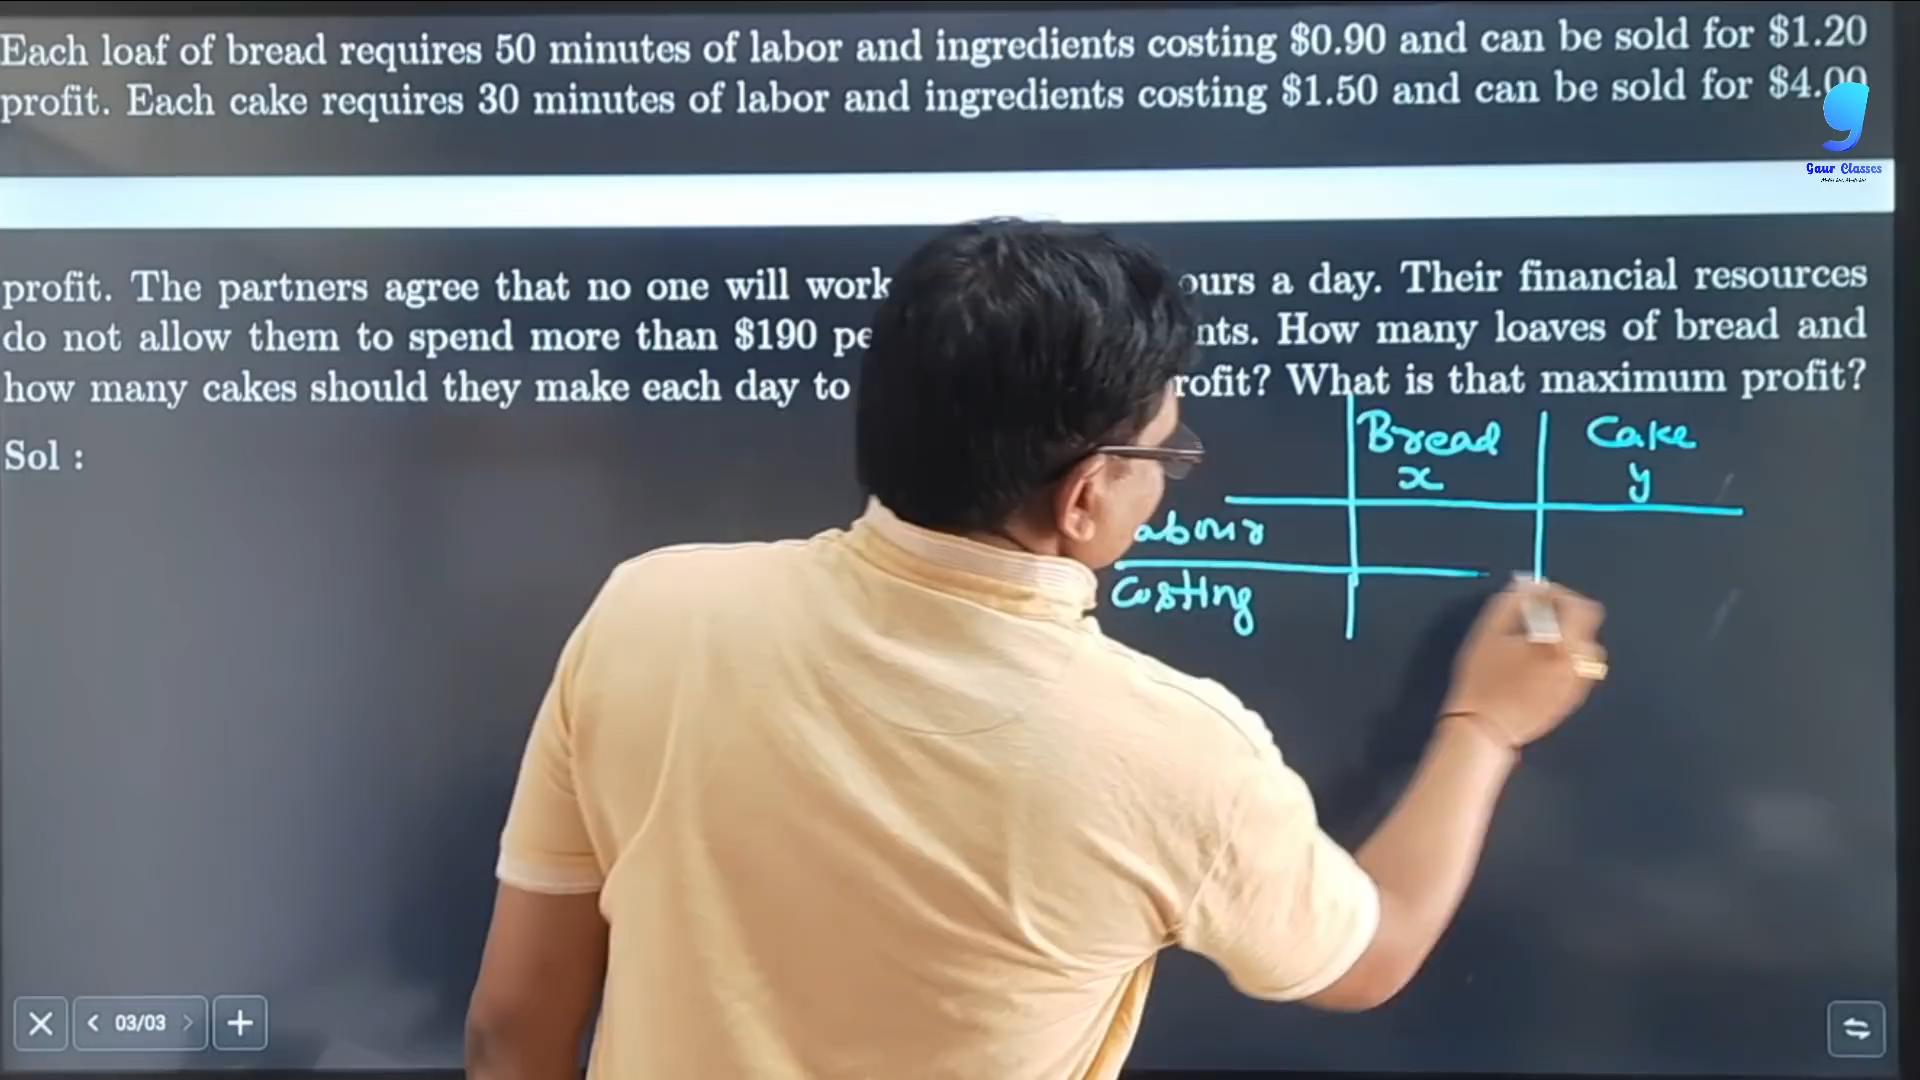 Each loaf of bread requires 50 minutes of labor and ingredients costing $0.90 and can be sold for $1.20
profit. Each cake requires 30 minutes of labor and ingredients costing $1.50 and can be sold for $4.00
Gaur Classes
profit. The partners agree that no one will work ours a day. Their financial resources
do not allow them to spend more than $190 pe nts. How many loaves of bread and
how many cakes should they make each day to rofit? What is that maximum profit?
Sol :
Bread Cake
x y
abour
Costing
03/03